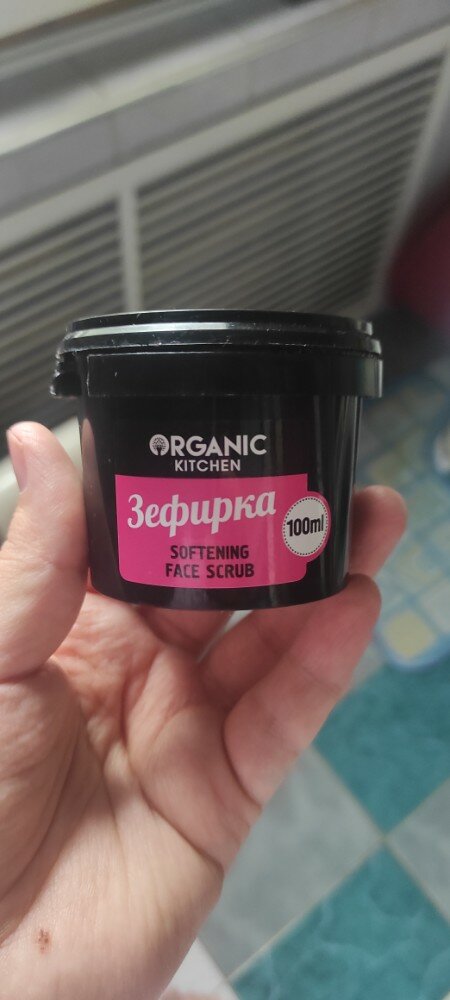 ORGANIC
KITCHEN
Зефирка
100ml
SOFTENING
FACE SCRUB